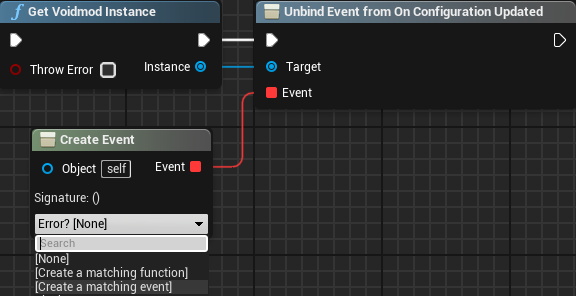 Get Voidmod Instance
Throw Error
Instance
Unbind Event from On Configuration Updated
Target
Event
Create Event
Object
self
Event
Signature: ()
Error? [None]
Search
[None]
[Create a matching function]
[Create a matching event]